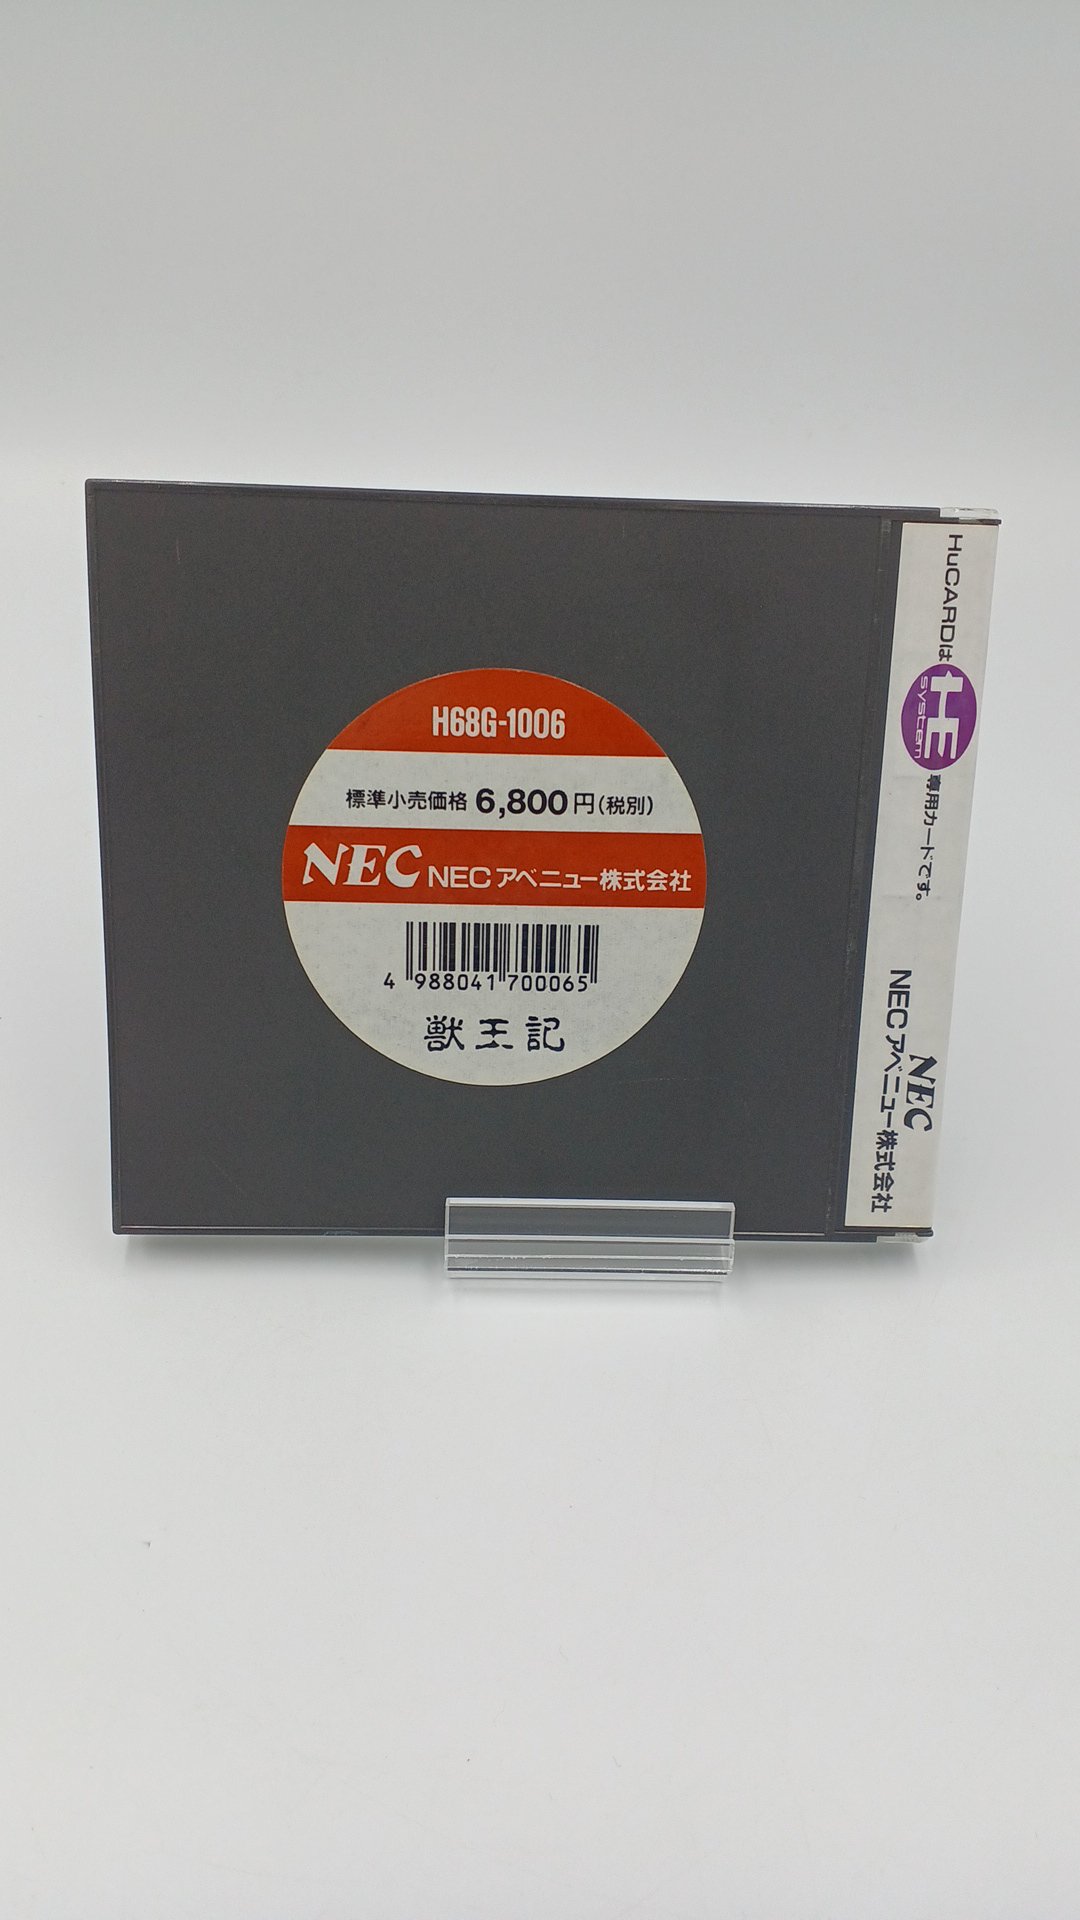 H68G-1006
標準小売価格 6,800円(税別)
NEC NECアベニュー株式会社
4 988041 700065
獣王記
HuCARDは HE system 専用カードです。
NEC
NECアベニュー株式会社